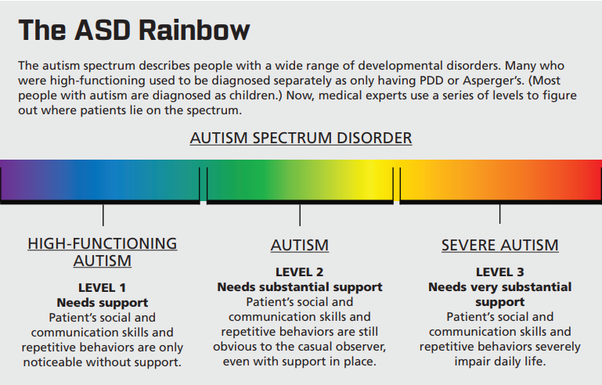 The ASD Rainbow
The autism spectrum describes people with a wide range of developmental disorders. Many who
were high-functioning used to be diagnosed separately as only having PDD or Asperger's. (Most
people with autism are diagnosed as children.) Now, medical experts use a series of levels to figure
out where patients lie on the spectrum.
AUTISM SPECTRUM DISORDER
HIGH-FUNCTIONING
AUTISM
LEVEL 1
Needs support
Patient's social and
communication skills and
repetitive behaviors are only
noticeable without support.
AUTISM
LEVEL 2
Needs substantial support
Patient's social and
communication skills and
repetitive behaviors are still
obvious to the casual observer,
even with support in place.
SEVERE AUTISM
LEVEL 3
Needs very substantial
support
Patient's social and
communication skills and
repetitive behaviors severely
impair daily life.